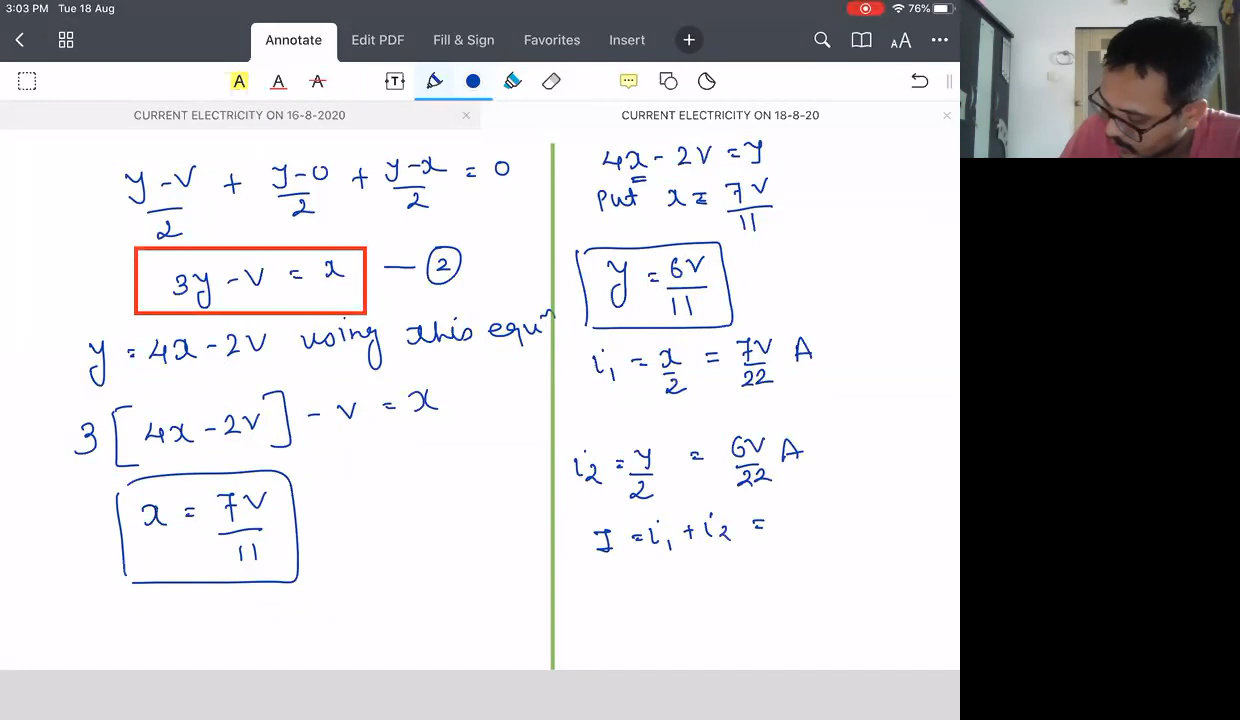 3:03 PM Tue 18 Aug
76%
Annotate Edit PDF Fill & Sign Favorites Insert
CURRENT ELECTRICITY ON 16-8-2020
CURRENT ELECTRICITY ON 18-8-20
y-V/2 + y-0/2 + y-x/2 = 0
3y - V = x — 2
y = 4x - 2V using this equⁿ
3 [4x - 2V] - V = x
x = 7V/11
4x - 2V = y
Put x = 7V/11
y = 6V/11
i₁ = x/2 = 7V/22 A
i₂ = y/2 = 6V/22 A
I = i₁ + i₂ =